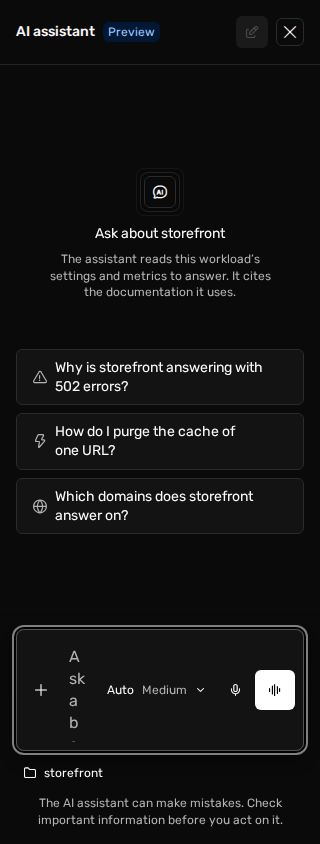 AI assistant Preview
AI
Ask about storefront
The assistant reads this workload's
settings and metrics to answer. It cites
the documentation it uses.
Why is storefront answering with
502 errors?
How do I purge the cache of
one URL?
Which domains does storefront
answer on?
A
sk
a
b
Auto Medium
storefront
The AI assistant can make mistakes. Check
important information before you act on it.